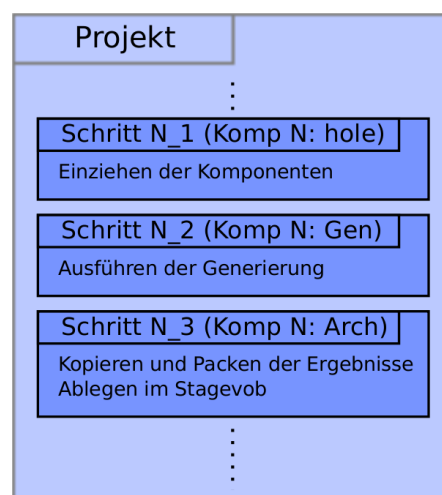 Projekt
Schritt N_1 (Komp N: hole)
Einziehen der Komponenten
Schritt N_2 (Komp N: Gen)
Ausführen der Generierung
Schritt N_3 (Komp N: Arch)
Kopieren und Packen der Ergebnisse
Ablegen im Stagevob